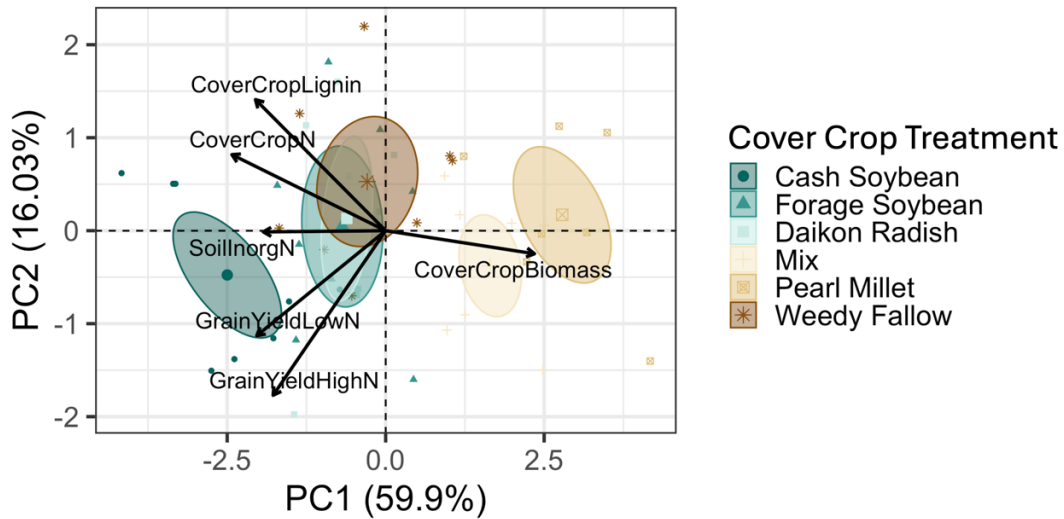 2
CoverCropLignin
1
CoverCropN
0
SoilInorgN
CoverCropBiomass
-1
GrainYieldLowN
GrainYieldHighN
-2
-2.5 0.0 2.5
PC1 (59.9%)
PC2 (16.03%)
Cover Crop Treatment
Cash Soybean
Forage Soybean
Daikon Radish
Mix
Pearl Millet
Weedy Fallow